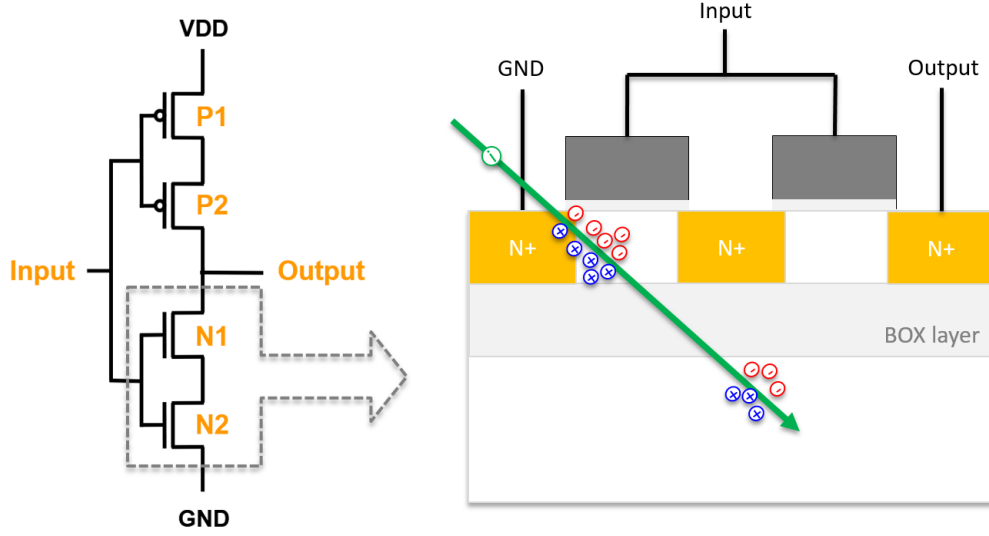 VDD
P1
P2
Input
Output
N1
N2
GND
Input
GND
Output
i
N+
N+
N+
BOX layer